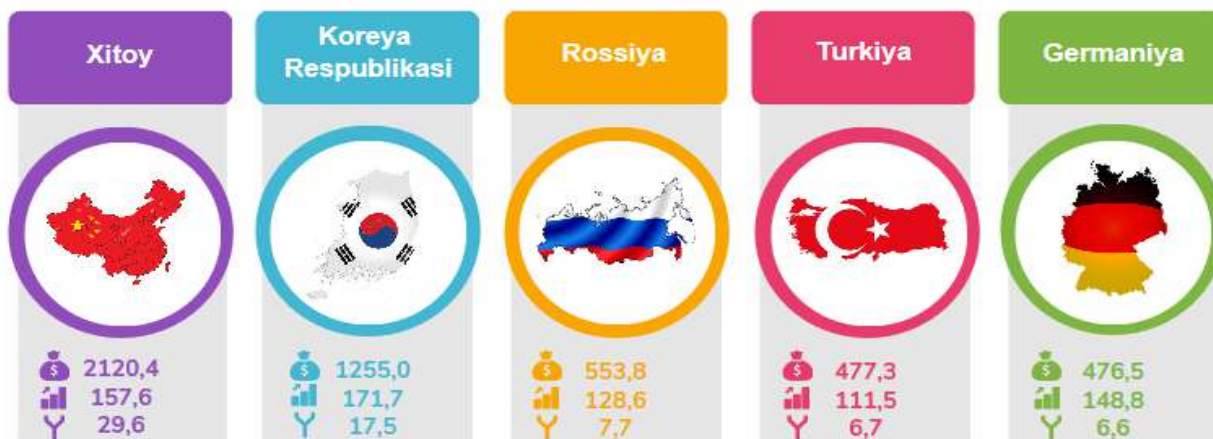 Xitoy
Koreya
Respublikasi
Rossiya
Turkiya
Germaniya
2120,4
157,6
29,6
1255,0
171,7
17,5
553,8
128,6
7,7
477,3
111,5
6,7
476,5
148,8
6,6